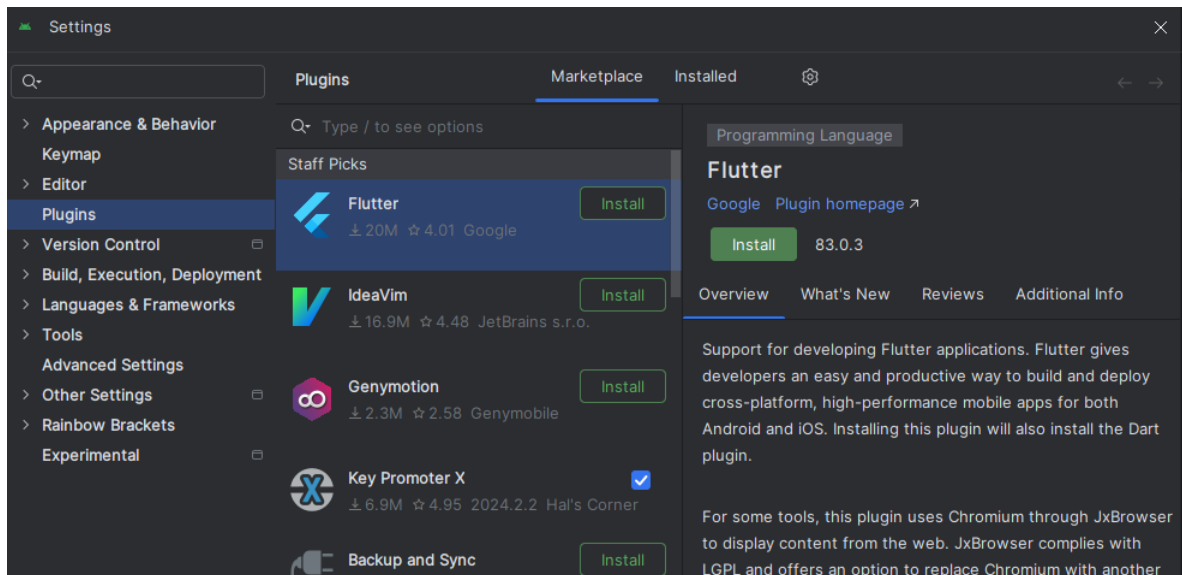 Settings
Appearance & Behavior
Keymap
Editor
Plugins
Version Control
Build, Execution, Deployment
Languages & Frameworks
Tools
Advanced Settings
Other Settings
Rainbow Brackets
Experimental
Plugins
Marketplace
Installed
Type / to see options
Staff Picks
Flutter
Install
20M 4.01 Google
IdeaVim
Install
16.9M 4.48 JetBrains s.r.o.
Genymotion
Install
2.3M 2.58 Genymobile
Key Promoter X
6.9M 4.95 2024.2.2 Hal's Corner
Backup and Sync
Install
Programming Language
Flutter
Google Plugin homepage ↗
Install 83.0.3
Overview What's New Reviews Additional Info
Support for developing Flutter applications. Flutter gives
developers an easy and productive way to build and deploy
cross-platform, high-performance mobile apps for both
Android and iOS. Installing this plugin will also install the Dart
plugin.
For some tools, this plugin uses Chromium through JxBrowser
to display content from the web. JxBrowser complies with
LGPL and offers an option to replace Chromium with another